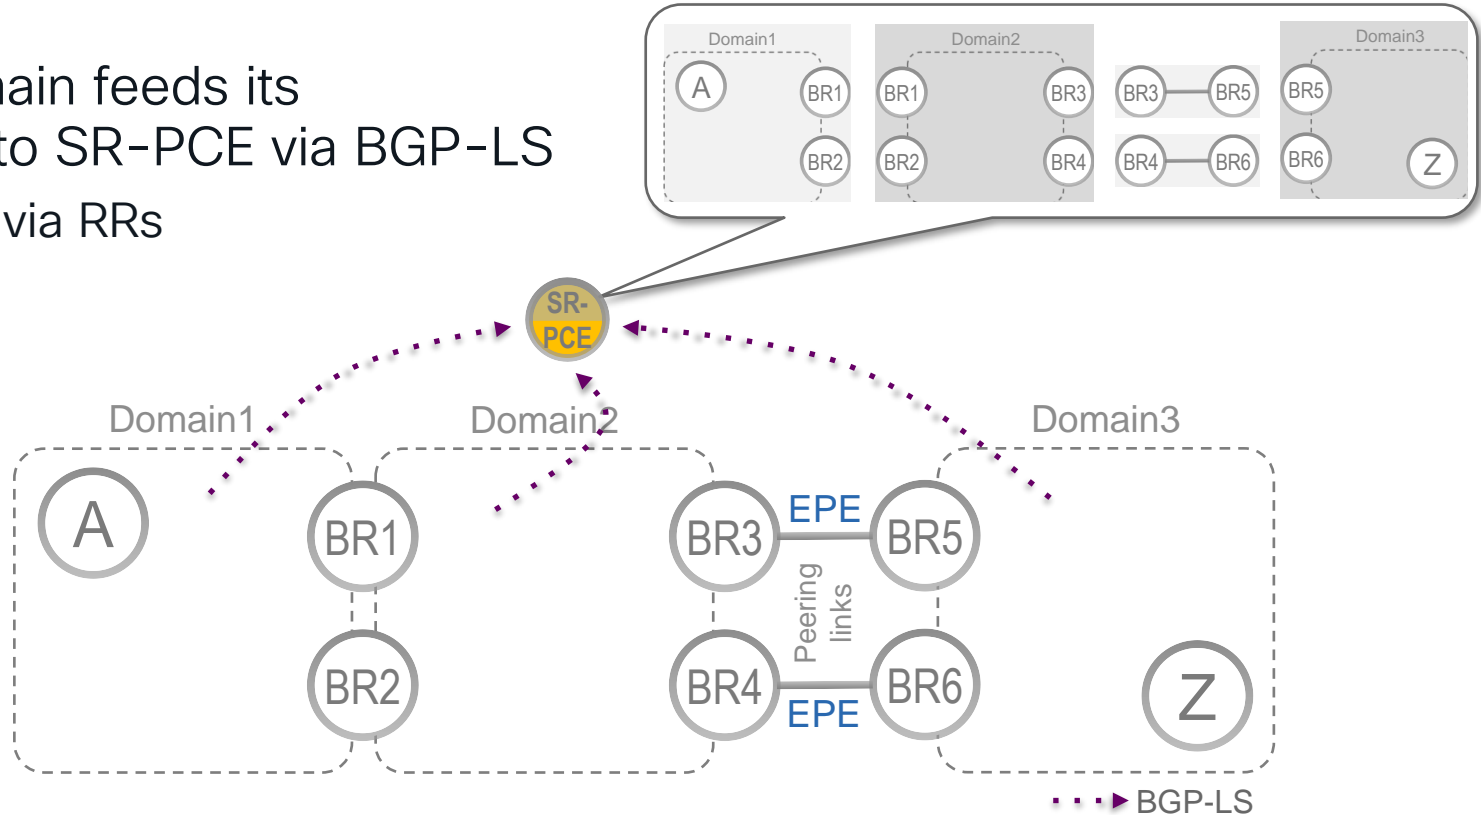 main feeds its
to SR-PCE via BGP-LS
via RRs
Domain1 Domain2 Domain3
A BR1 BR1 BR3 BR3 BR5 BR5
BR2 BR2 BR4 BR4 BR6 BR6 Z
SR-
PCE
Domain1 Domain2 Domain3
A BR1 BR3 EPE BR5
Peering
links
BR2 BR4 EPE BR6 Z
BGP-LS